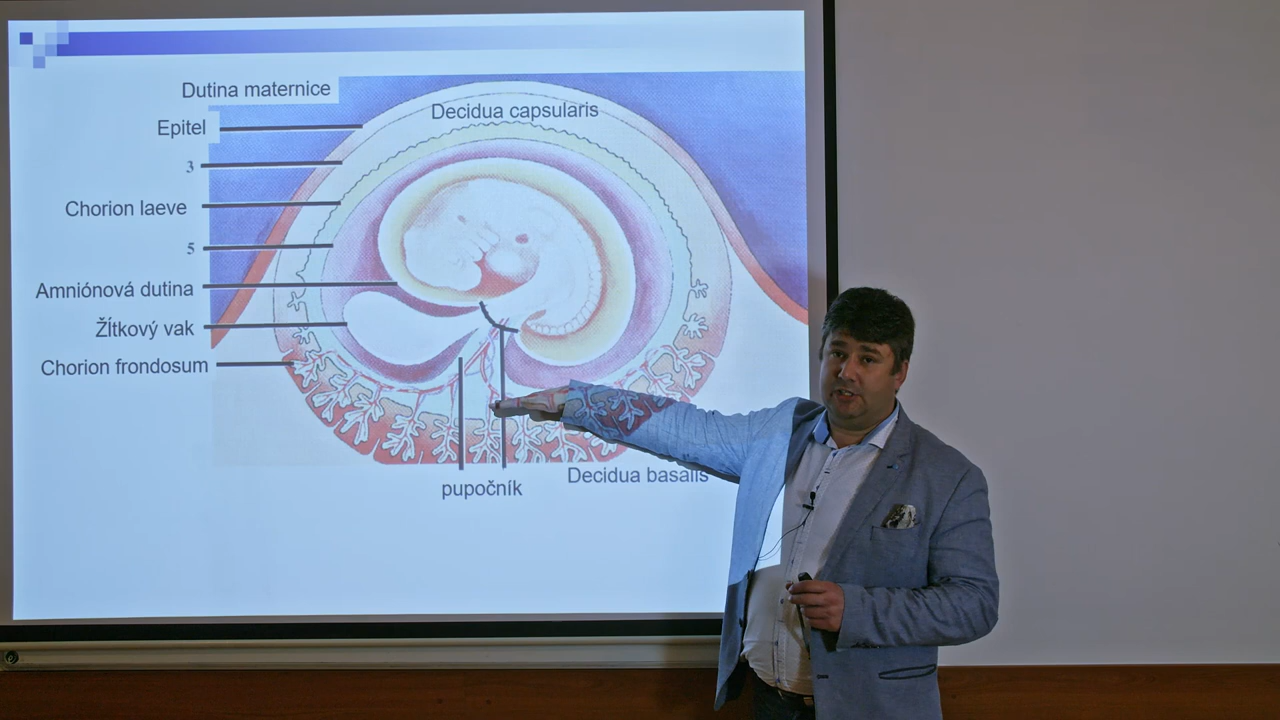 Dutina maternice
Decidua capsularis
Epitel
3
Chorion laeve
5
Amniónová dutina
Žĺtkový vak
Chorion frondosum
Decidua basalis
pupočník